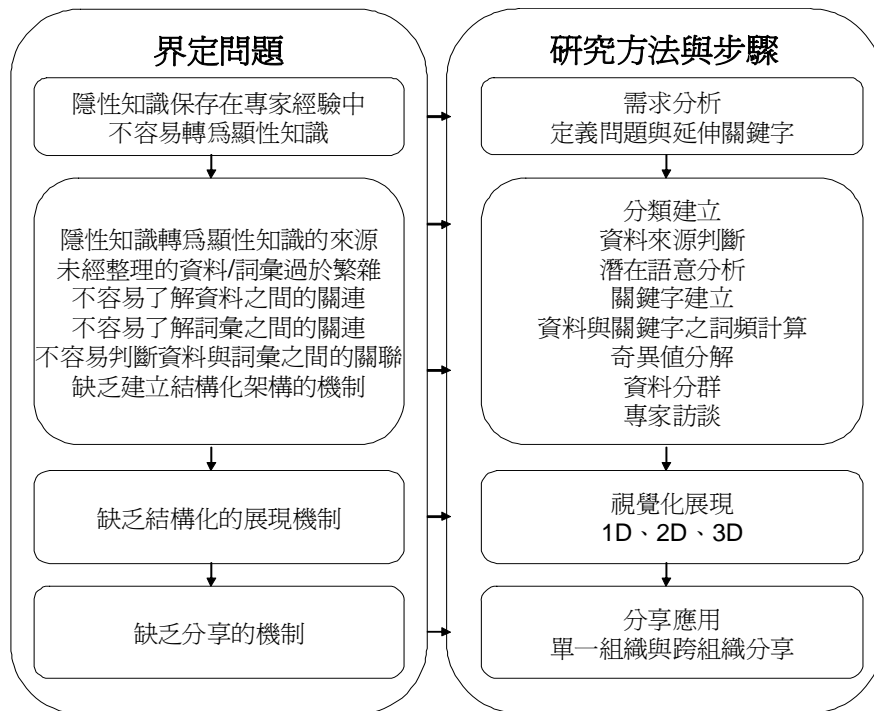 界定問題
隱性知識保存在專家經驗中
不容易轉爲顯性知識
隱性知識轉爲顯性知識的來源
未經整理的資料/詞彙過於繁雜
不容易了解資料之間的關連
不容易了解詞彙之間的關連
不容易判斷資料與詞彙之間的關聯
缺乏建立結構化架構的機制
缺乏結構化的展現機制
缺乏分享的機制
研究方法與步驟
需求分析
定義問題與延伸關鍵字
分類建立
資料來源判斷
潛在語意分析
關鍵字建立
資料與關鍵字之詞頻計算
奇異值分解
資料分群
專家訪談
視覺化展現
1D、2D、3D
分享應用
單一組織與跨組織分享